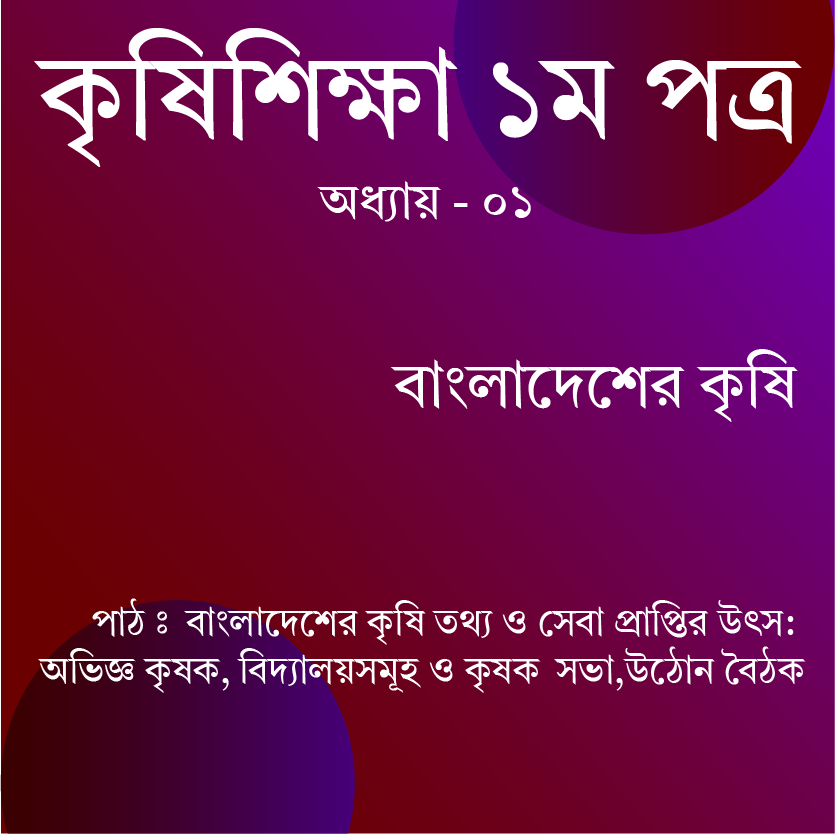 কৃষিশিক্ষা ১ম পত্র
অধ্যায় - ০১
বাংলাদেশের কৃষি
পাঠ ঃ বাংলাদেশের কৃষি তথ্য ও সেবা প্রাপ্তির উৎস:
অভিজ্ঞ কৃষক, বিদ্যালয়সমূহ ও কৃষক সভা,উঠোন বৈঠক